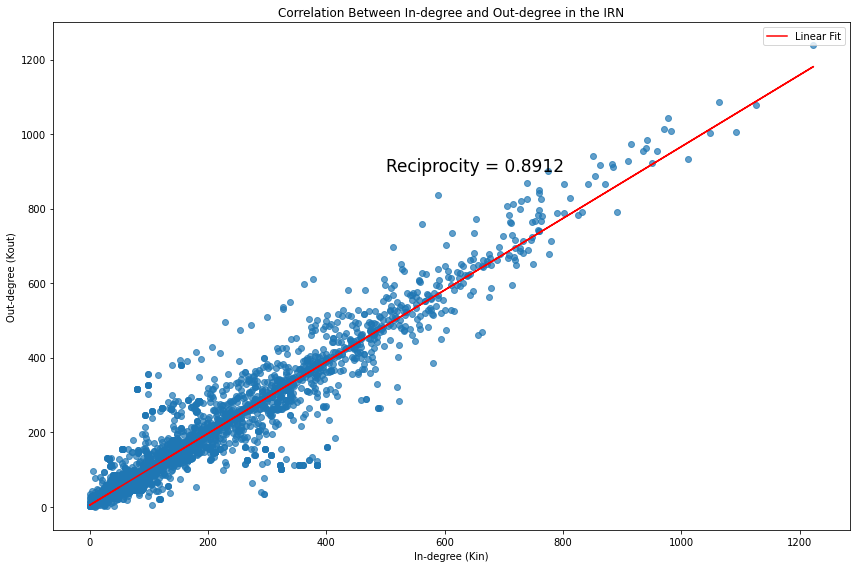 Correlation Between In-degree and Out-degree in the IRN
Linear Fit
Reciprocity = 0.8912
Out-degree (Kout)
1200
1000
800
600
400
200
0
0 200 400 600 800 1000 1200
In-degree (Kin)